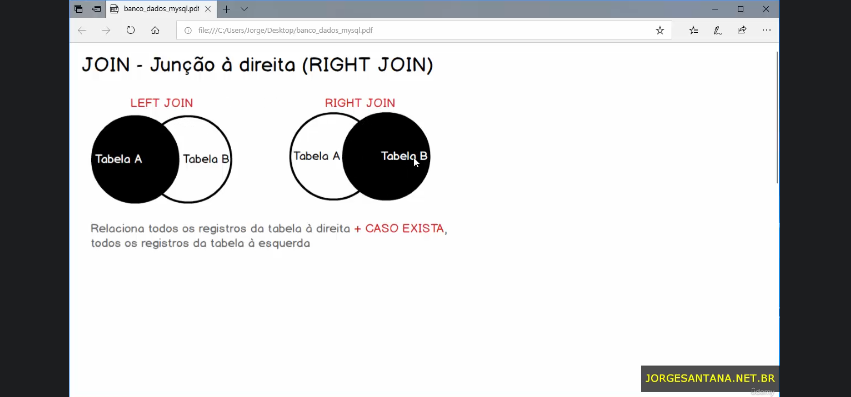 banco_dados_mysql.pdf
file:///C:/Users/Jorge/Desktop/banco_dados_mysql.pdf
JOIN - Junção à direita (RIGHT JOIN)
LEFT JOIN
RIGHT JOIN
Tabela A
Tabela B
Tabela A
Tabela B
Relaciona todos os registros da tabela à direita + CASO EXISTA,
todos os registros da tabela à esquerda
JORGESANTANA.NET.BR
Udemy